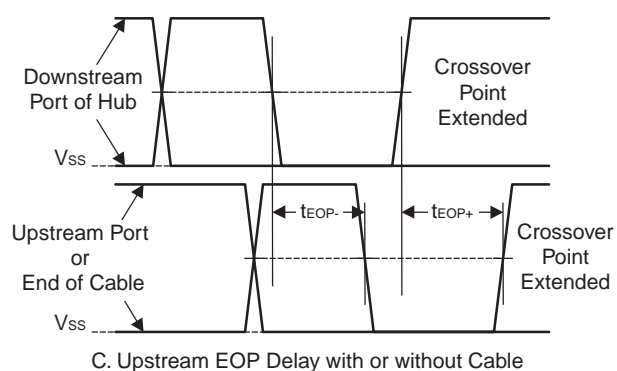 Downstream
Port of Hub
Crossover
Point
Extended
VSS
tEOP-
tEOP+
Upstream Port
or
End of Cable
Crossover
Point
Extended
VSS
C. Upstream EOP Delay with or without Cable